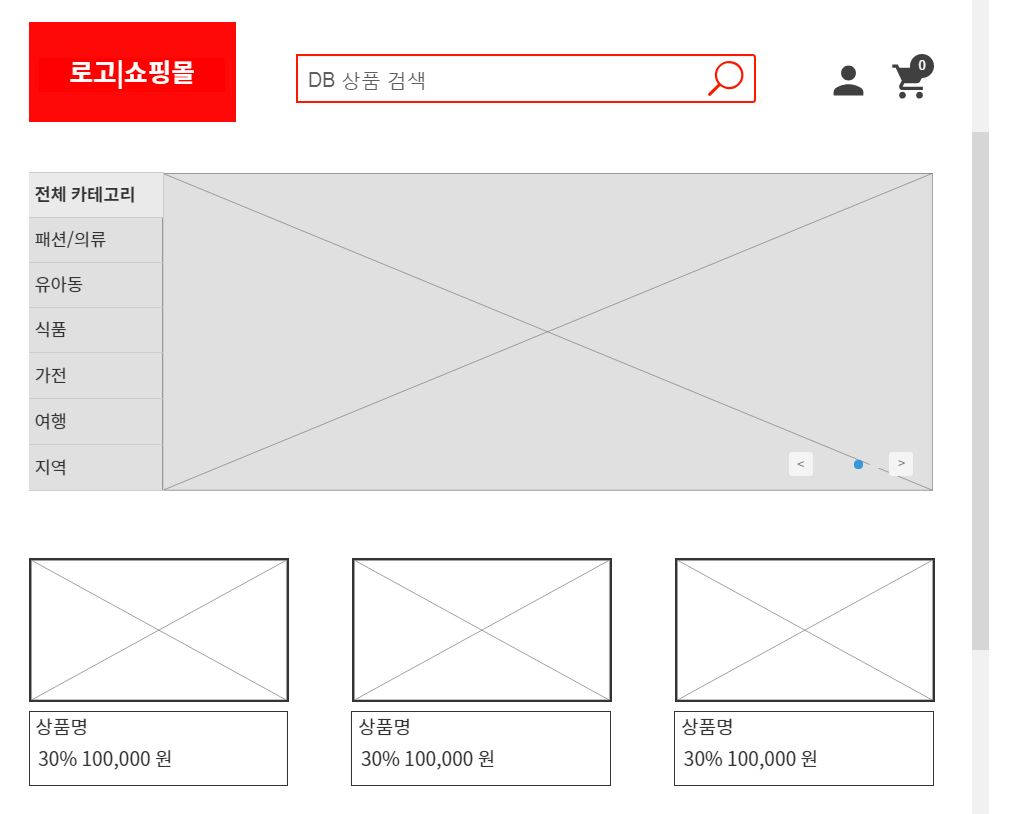 로고|쇼핑몰
DB 상품 검색
0
전체 카테고리
패션/의류
유아동
식품
가전
여행
지역
< >
상품명
30% 100,000 원
상품명
30% 100,000 원
상품명
30% 100,000 원